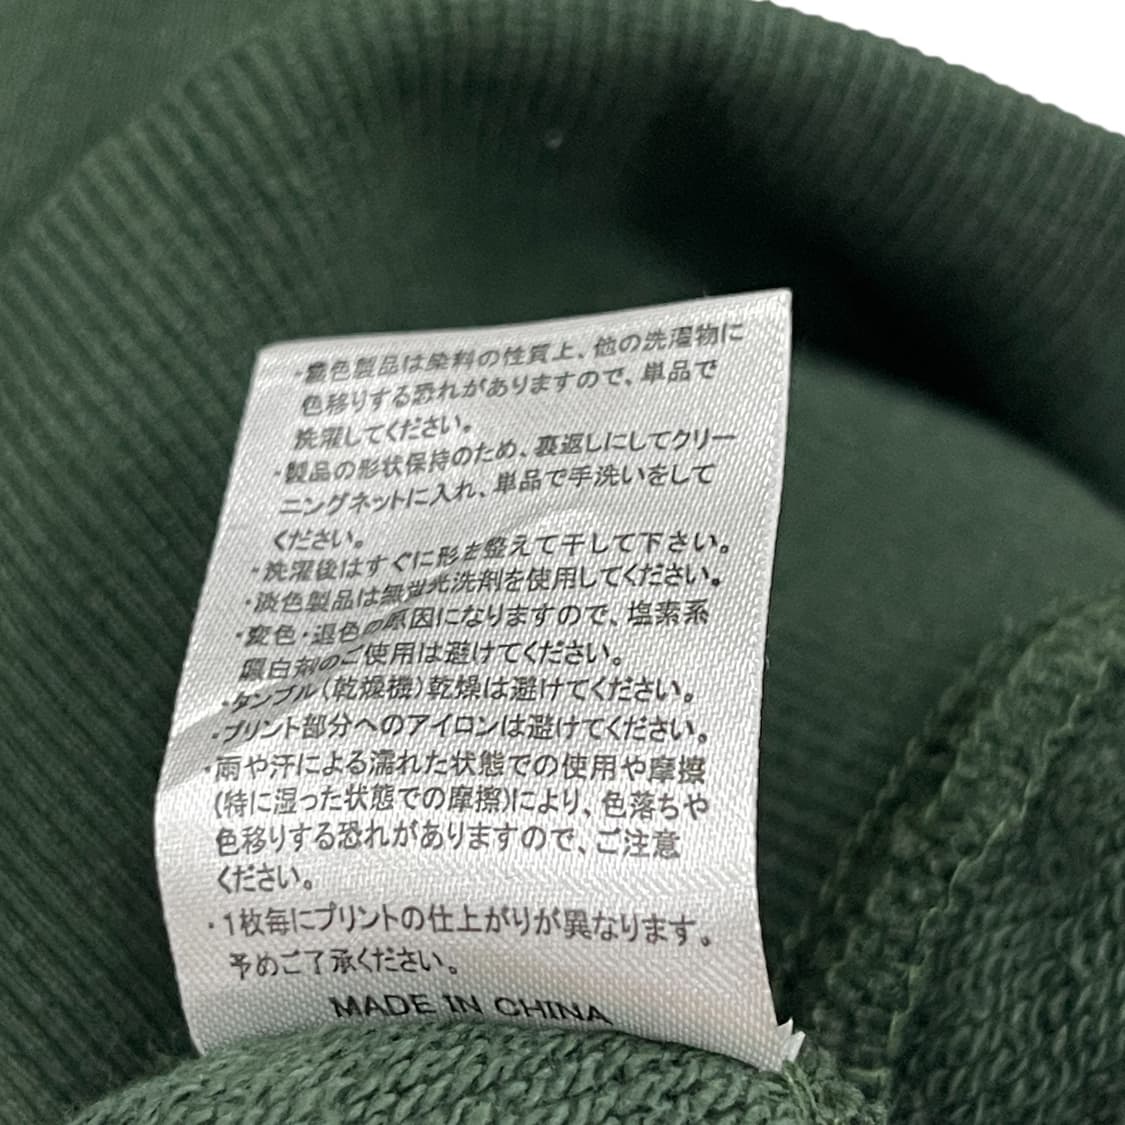 ・濃色製品は染料の性質上、他の洗濯物に
色移りする恐れがありますので、単品で
洗濯してください。
・製品の形状保持のため、裏返しにしてクリー
ニングネットに入れ、単品で手洗いをして
ください。
・洗濯後はすぐに形を整えて干して下さい。
・淡色製品は無蛍光洗剤を使用してください。
・変色・退色の原因になりますので、塩素系
漂白剤のご使用は避けてください。
・タンブル(乾燥機)乾燥は避けてください。
・プリント部分へのアイロンは避けてください。
・雨や汗による濡れた状態での使用や摩擦
(特に湿った状態での摩擦)により、色落ちや
色移りする恐れがありますので、ご注意
ください。
・1枚毎にプリントの仕上がりが異なります。
予めご了承ください。
MADE IN CHINA